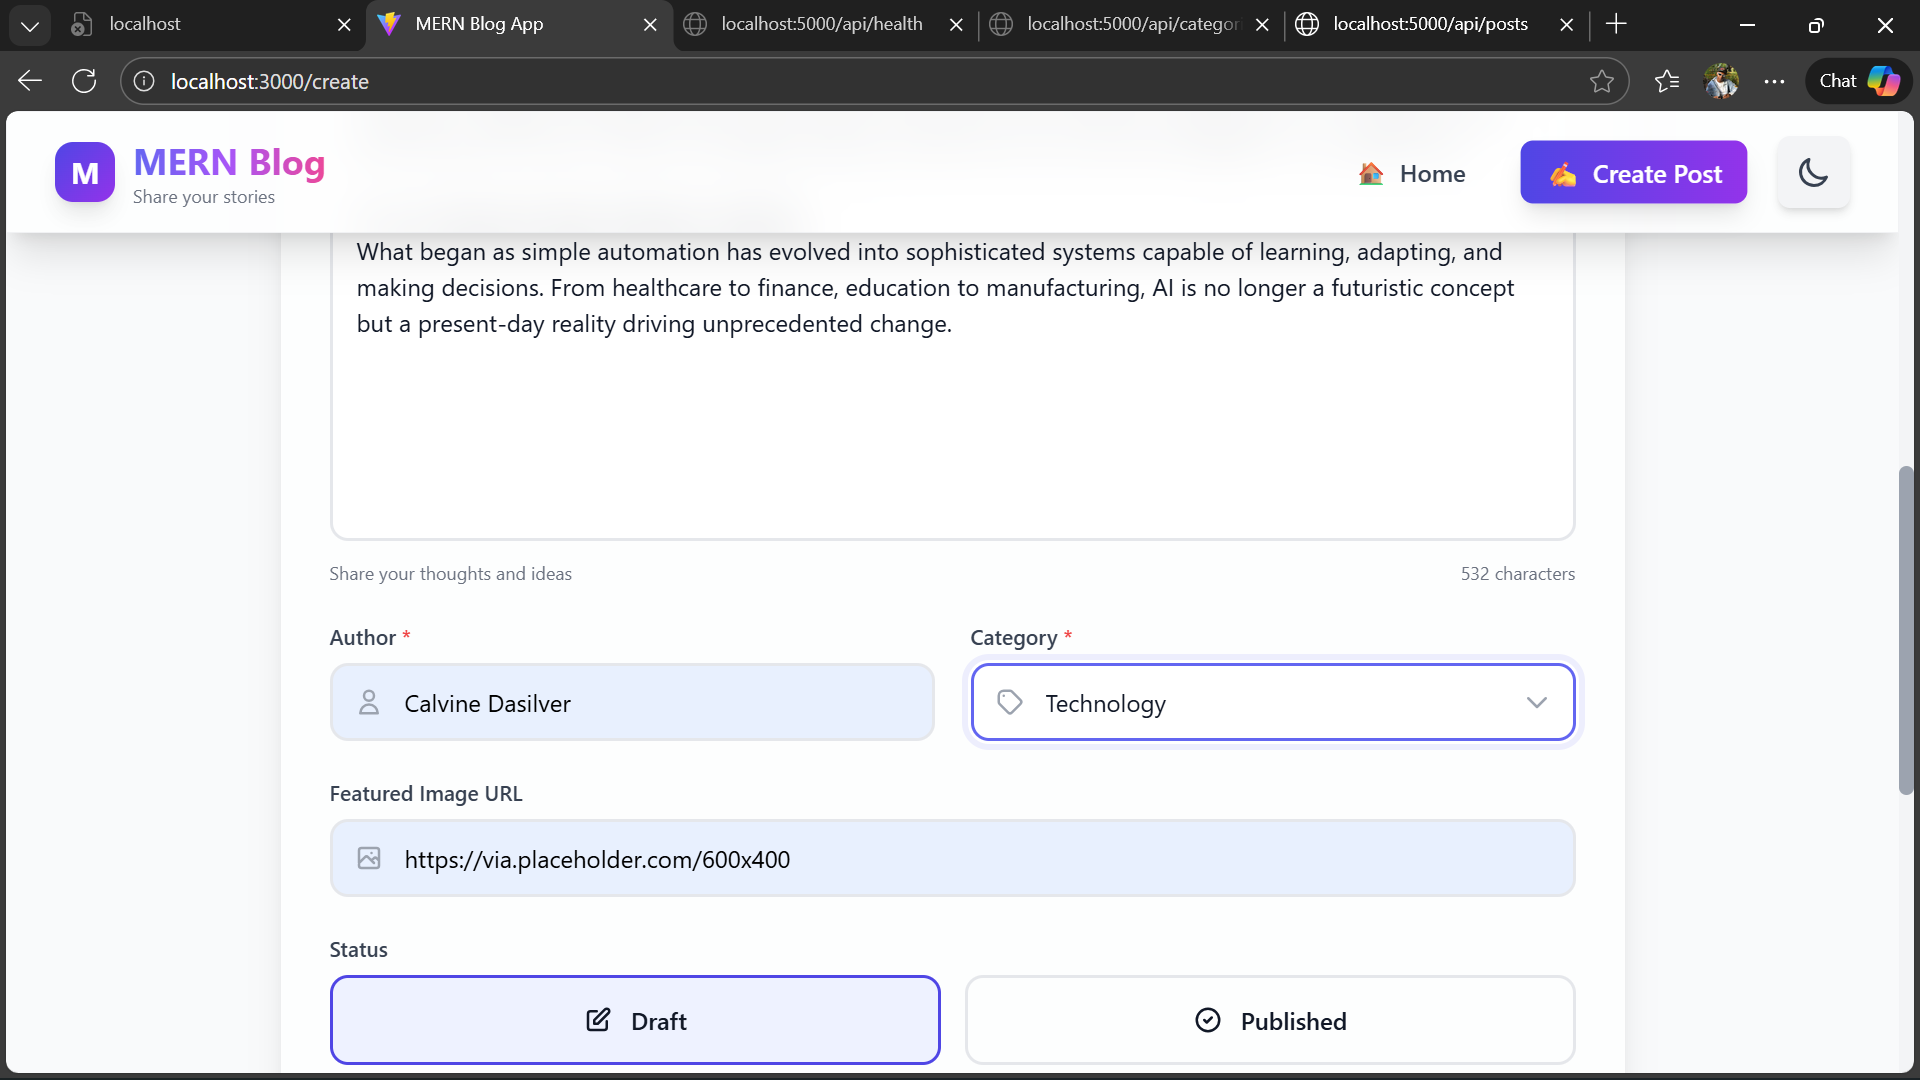 localhost
MERN Blog App
localhost:5000/api/health
localhost:5000/api/categori
localhost:5000/api/posts
localhost:3000/create
Chat
M
MERN Blog
Share your stories
🏠 Home
✍️ Create Post
What began as simple automation has evolved into sophisticated systems capable of learning, adapting, and
making decisions. From healthcare to finance, education to manufacturing, AI is no longer a futuristic concept
but a present-day reality driving unprecedented change.
Share your thoughts and ideas
532 characters
Author *
Category *
Calvine Dasilver
Technology
Featured Image URL
https://via.placeholder.com/600x400
Status
Draft
Published